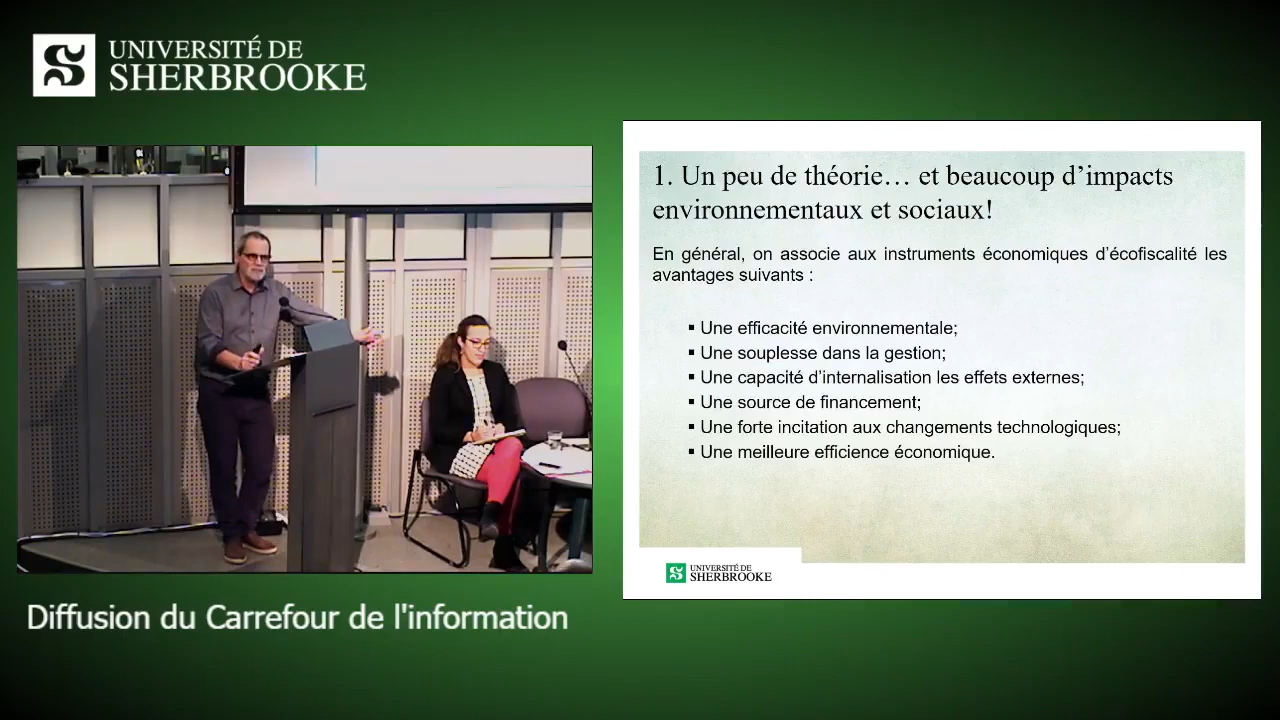 UNIVERSITÉ DE
SHERBROOKE
1. Un peu de théorie… et beaucoup d’impacts
environnementaux et sociaux!
En général, on associe aux instruments économiques d’écofiscalité les
avantages suivants :
▪ Une efficacité environnementale;
▪ Une souplesse dans la gestion;
▪ Une capacité d’internalisation les effets externes;
▪ Une source de financement;
▪ Une forte incitation aux changements technologiques;
▪ Une meilleure efficience économique.
UNIVERSITÉ DE
SHERBROOKE
Diffusion du Carrefour de l'information